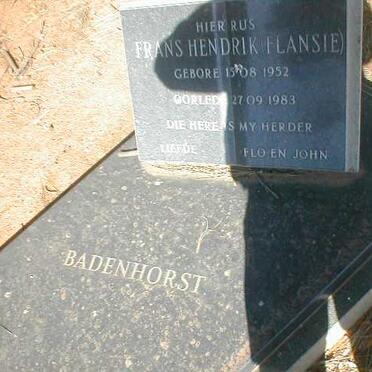 HIER RUS
FRANS HENDRIK (FLANSIE)
GEBORE 15 08 1952
OORLEDE 27 09 1983
DIE HERE IS MY HERDER
LIEFDE FLO EN JOHN
BADENHORST